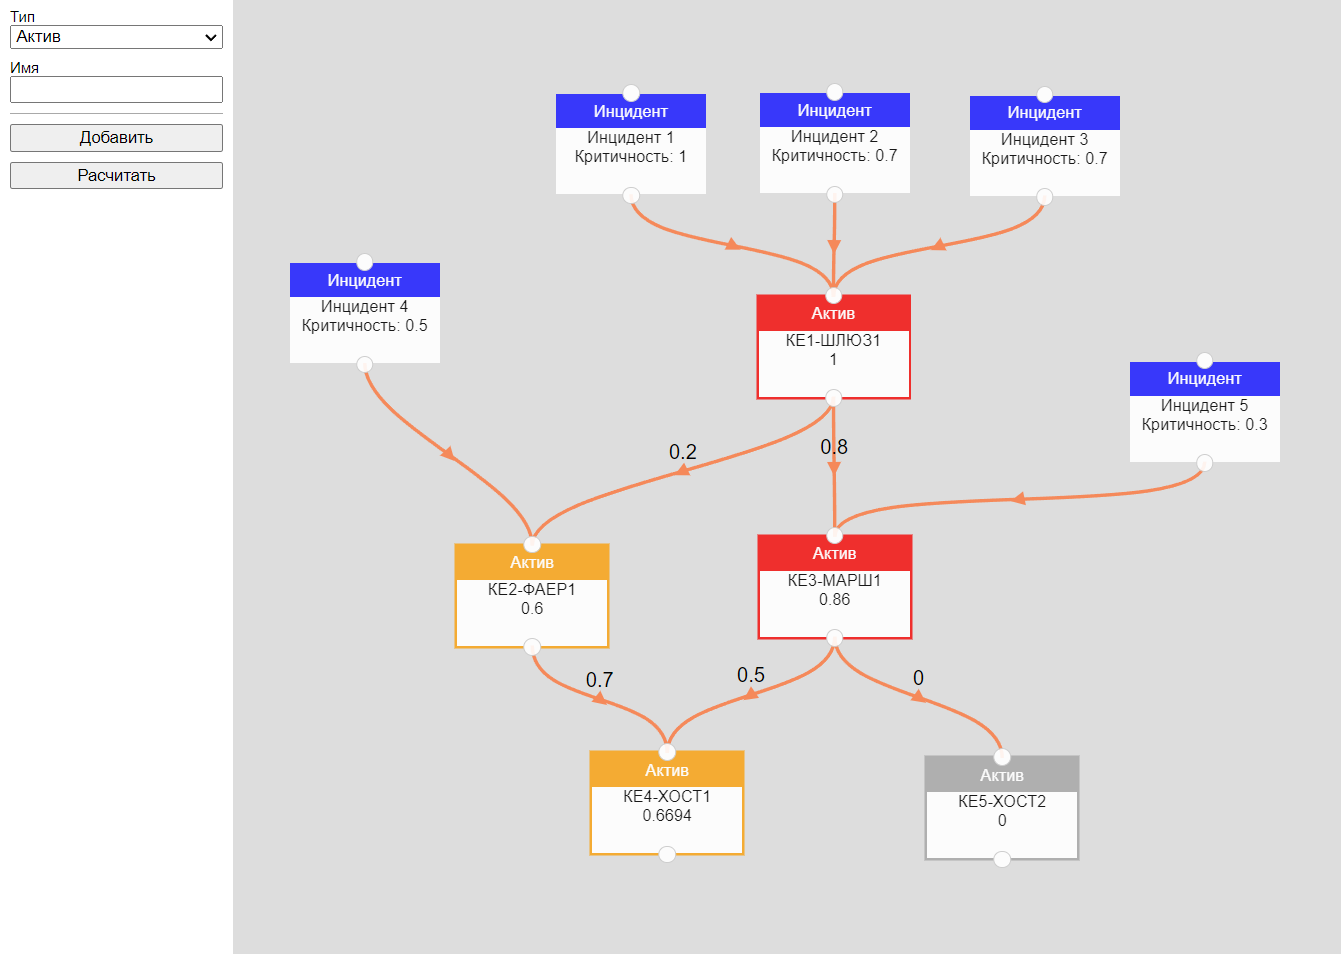 Тип
Актив
Имя
Добавить
Расчитать
Инцидент
Инцидент 1
Критичность: 1
Инцидент
Инцидент 2
Критичность: 0.7
Инцидент
Инцидент 3
Критичность: 0.7
Инцидент
Инцидент 4
Критичность: 0.5
Актив
КЕ1-ШЛЮЗ1
1
Инцидент
Инцидент 5
Критичность: 0.3
0.2
0.8
Актив
КЕ2-ФАЕР1
0.6
Актив
КЕ3-МАРШ1
0.86
0.7
0.5
0
Актив
КЕ4-ХОСТ1
0.6694
Актив
КЕ5-ХОСТ2
0